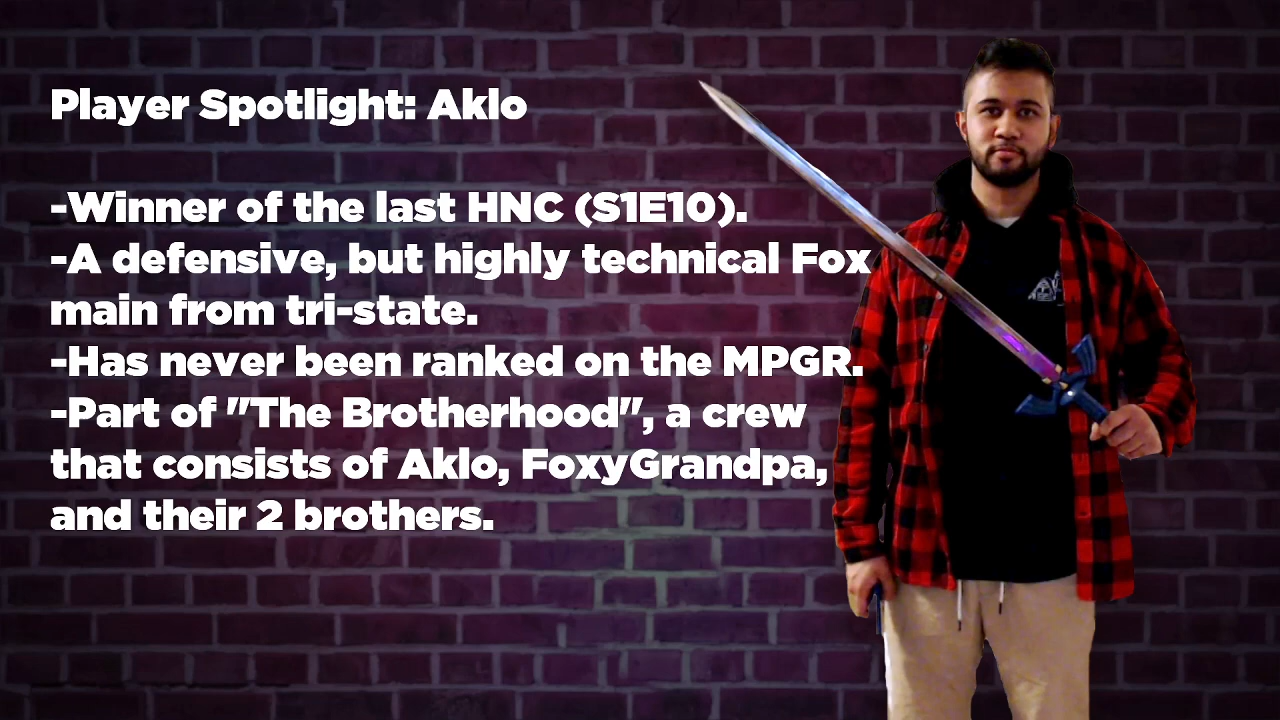 Player Spotlight: Aklo
-Winner of the last HNC (S1E10).
-A defensive, but highly technical Fox
main from tri-state.
-Has never been ranked on the MPGR.
-Part of "The Brotherhood", a crew
that consists of Aklo, FoxyGrandpa,
and their 2 brothers.